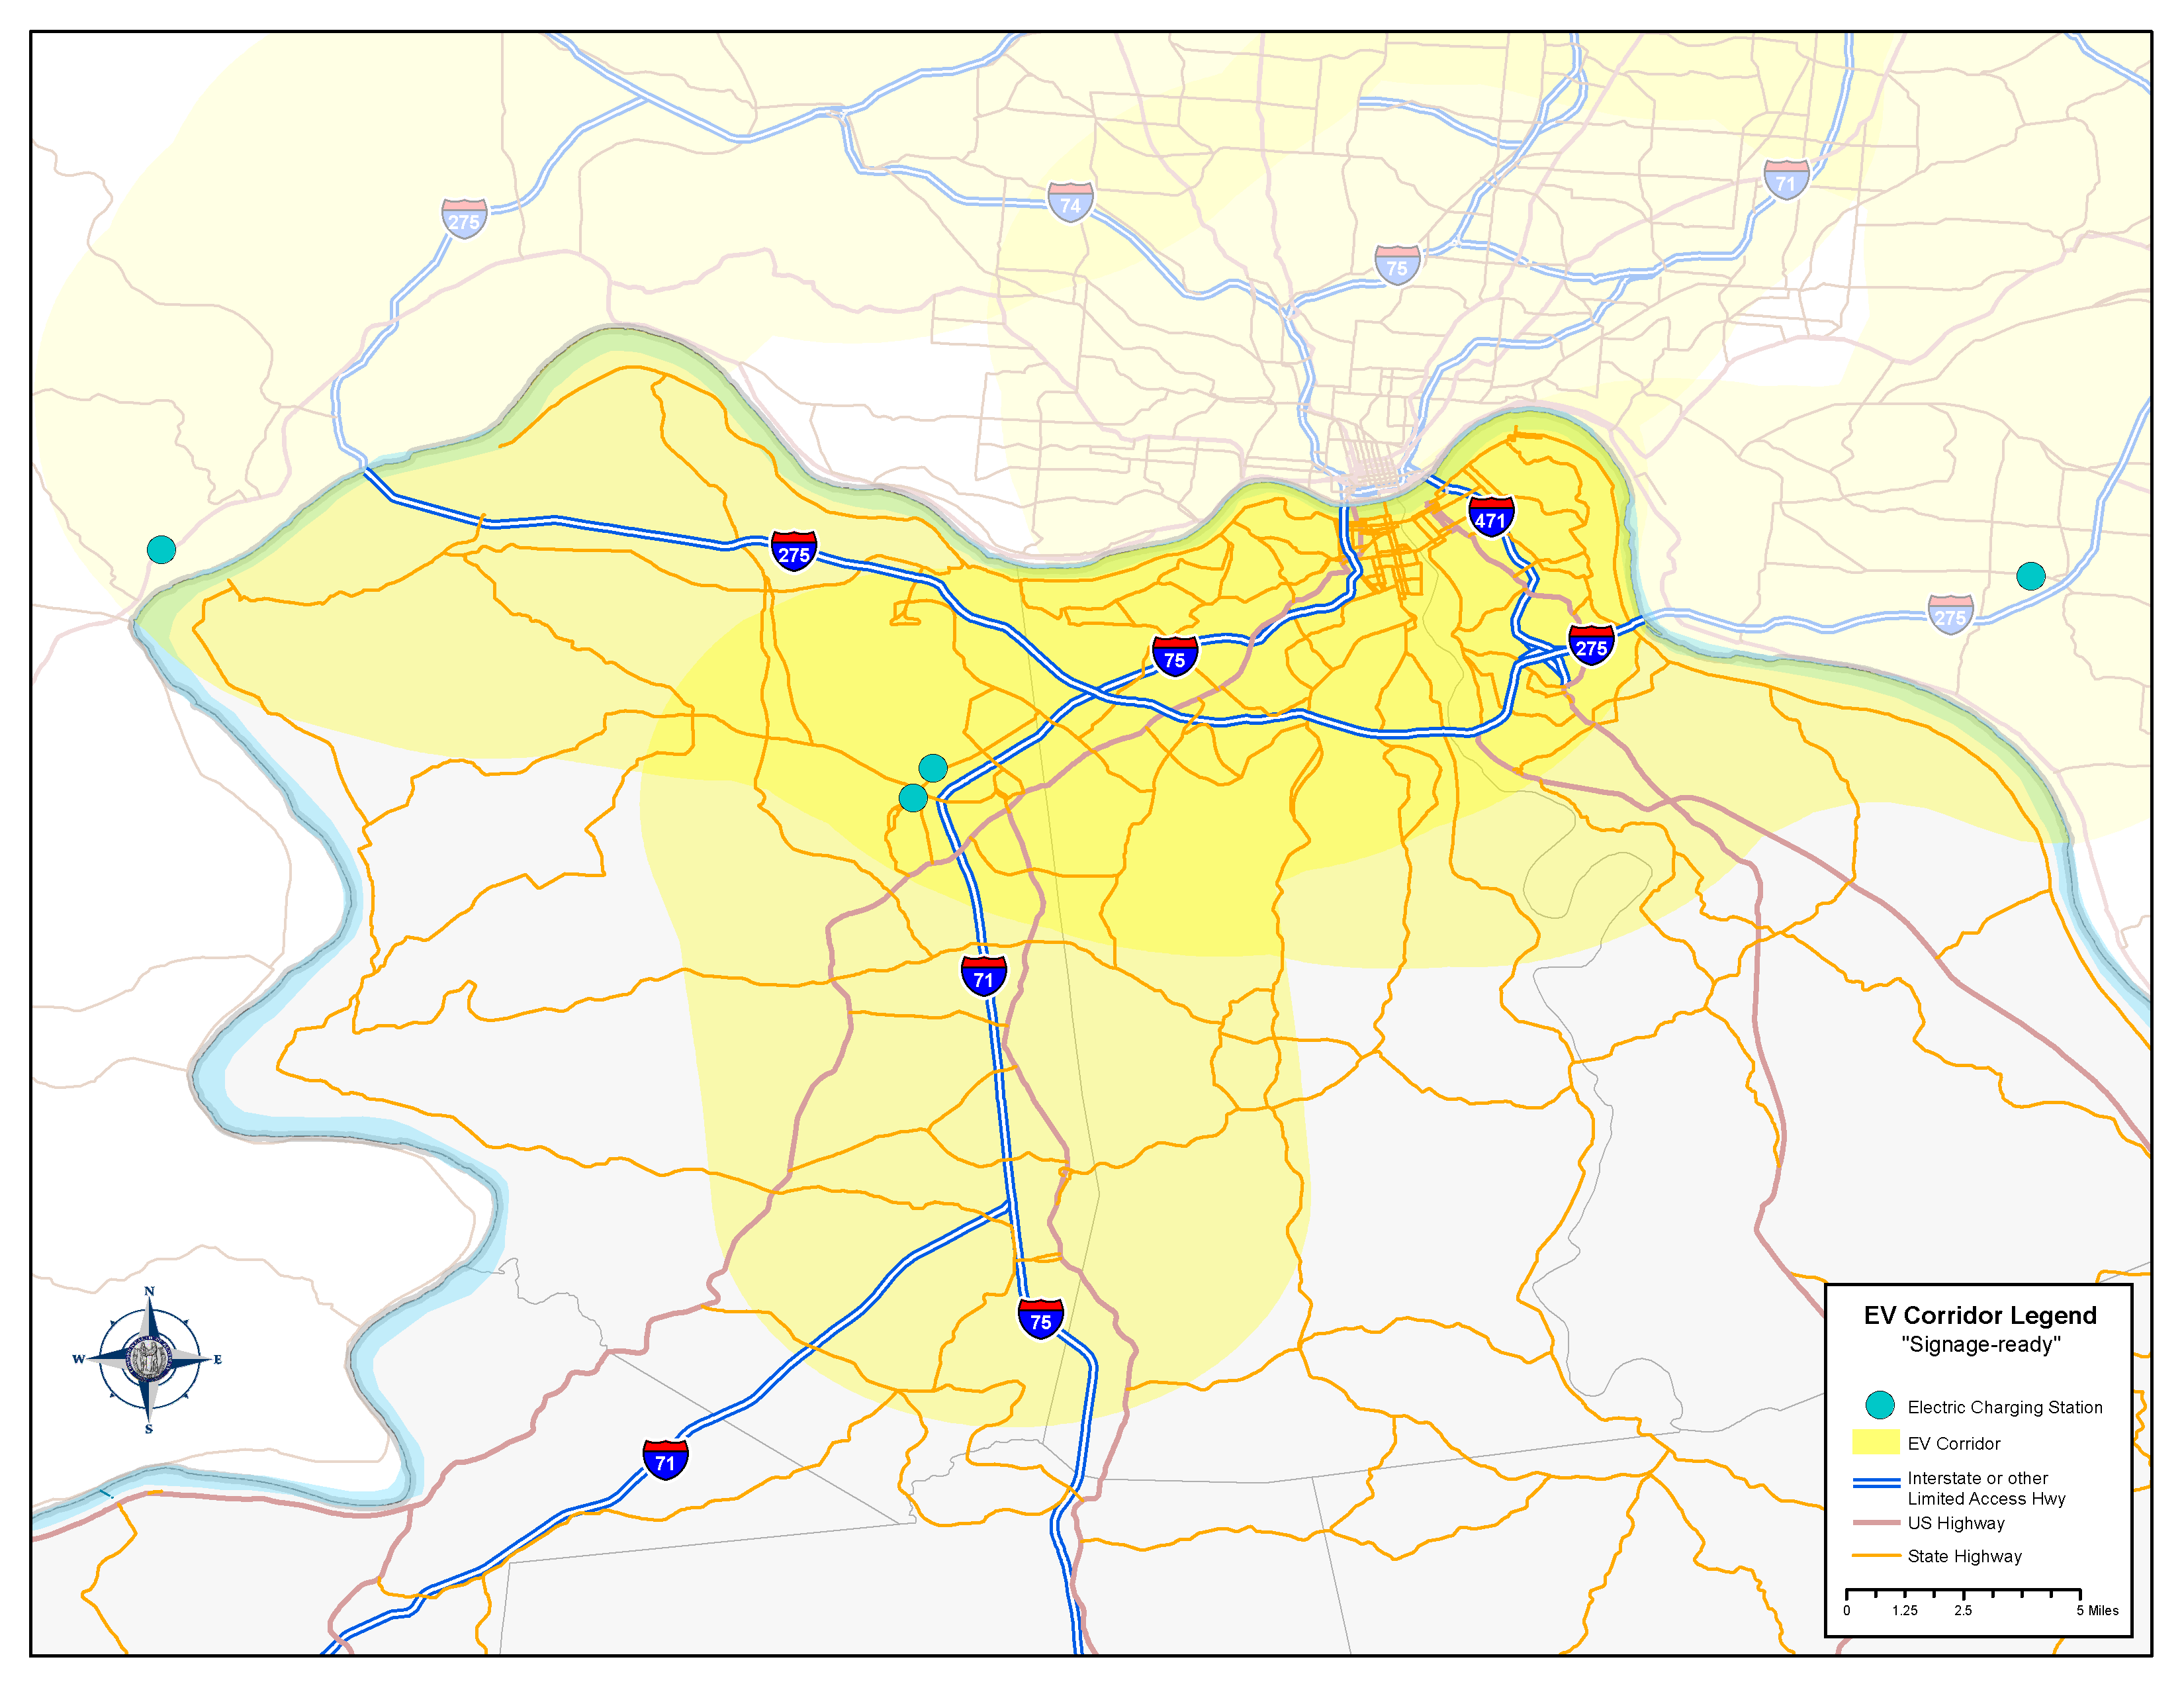 71
74
275
75
471
275
275
275
75
71
75
71
N
W
E
S
EV Corridor Legend
"Signage-ready"
Electric Charging Station
EV Corridor
Interstate or other
Limited Access Hwy
US Highway
State Highway
0 1.25 2.5 5 Miles